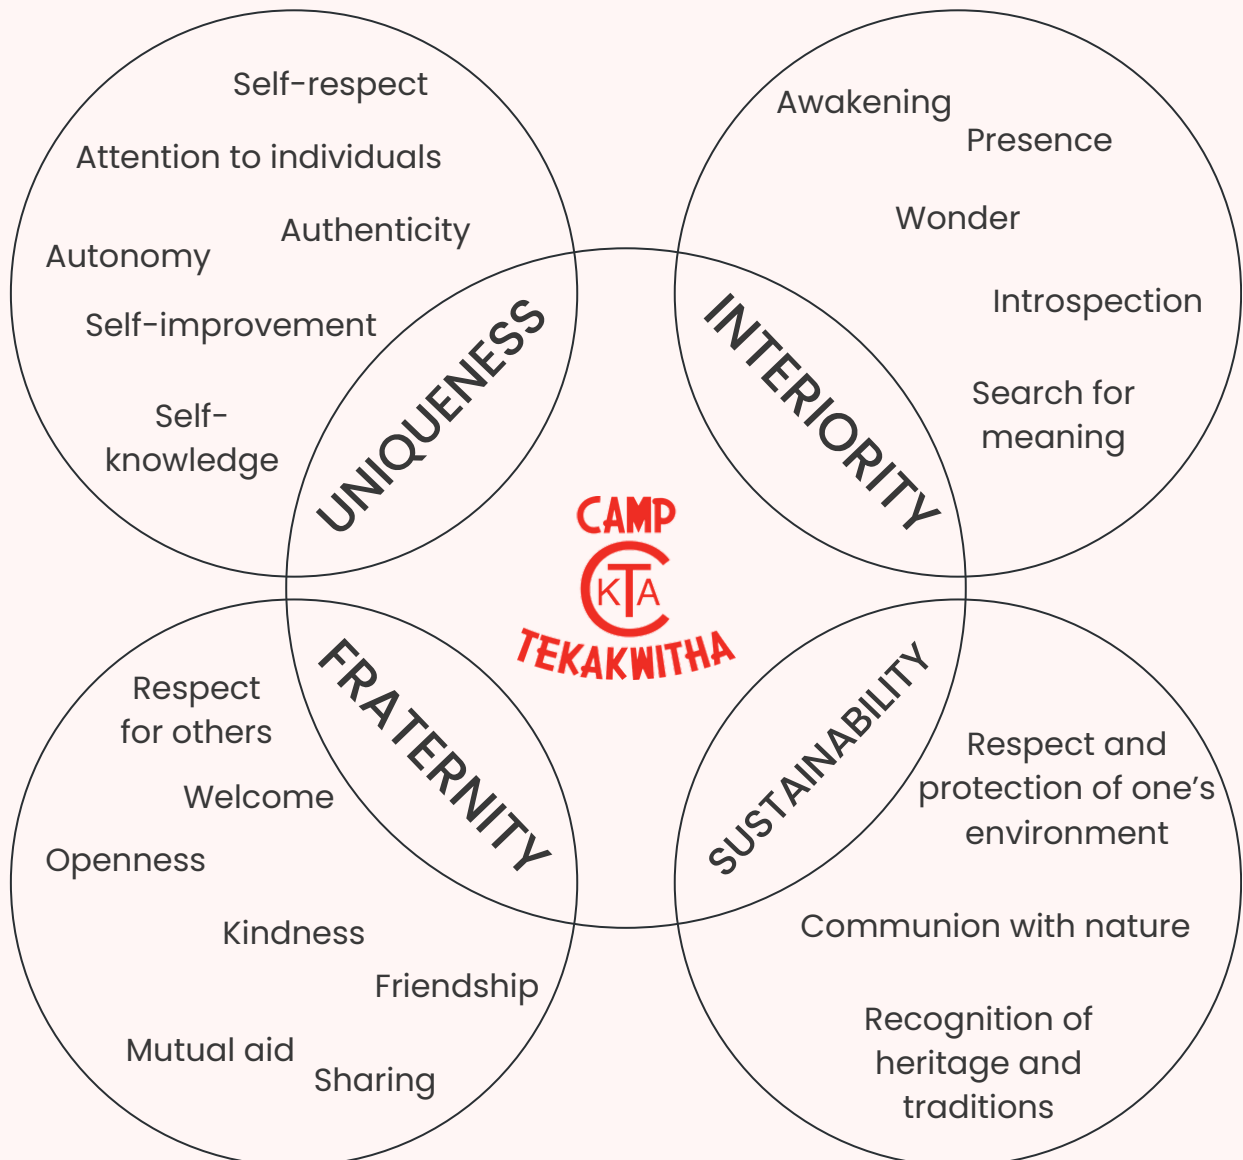 Self-respect
Attention to individuals
Authenticity
Autonomy
Self-improvement
Self-
knowledge
UNIQUENESS
Awakening
Presence
Wonder
Introspection
Search for
meaning
INTERIORITY
CAMP
KTA
TEKAKWITHA
FRATERNITY
Respect
for others
Welcome
Openness
Kindness
Friendship
Mutual aid
Sharing
SUSTAINABILITY
Respect and
protection of one’s
environment
Communion with nature
Recognition of
heritage and
traditions